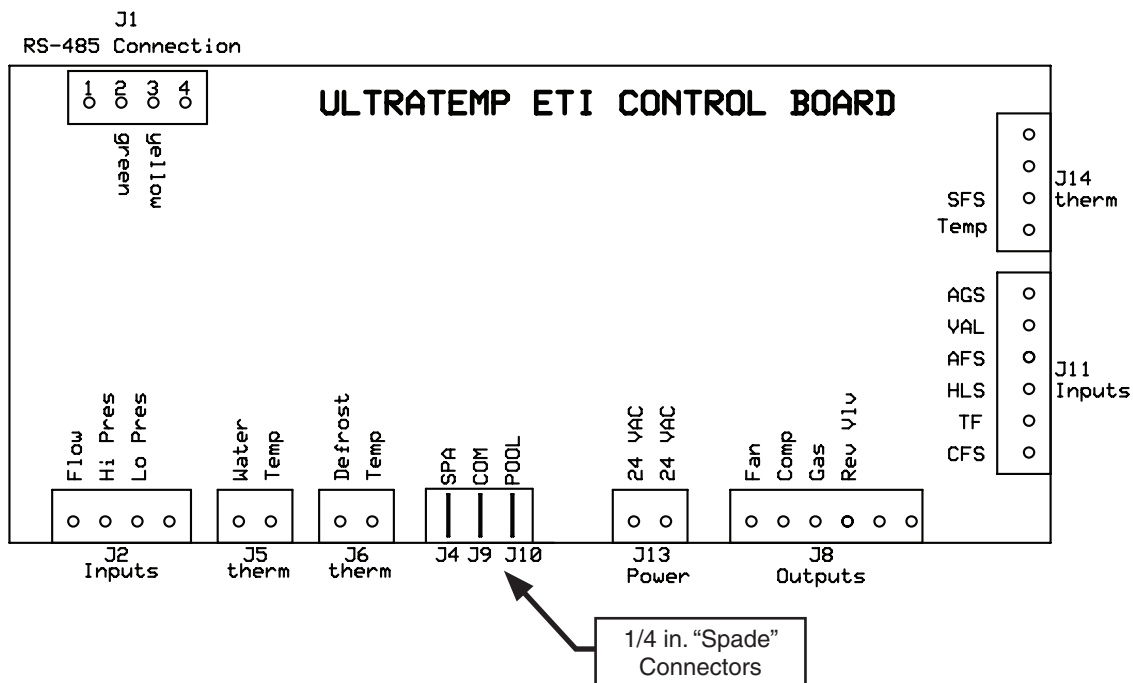 J1
RS-485 Connection
1 2 3 4
green
yellow
ULTRATEMP ETI CONTROL BOARD
SFS
Temp
J14
therm
AGS
VAL
AFS
HLS
TF
CFS
J11
Inputs
Flow
Hi Pres
Lo Pres
J2
Inputs
Water
Temp
J5
therm
Defrost
Temp
J6
therm
SPA
COM
POOL
J4 J9 J10
24 VAC
24 VAC
J13
Power
Fan
Comp
Gas
Rev Vlv
J8
Outputs
1/4 in. “Spade”
Connectors